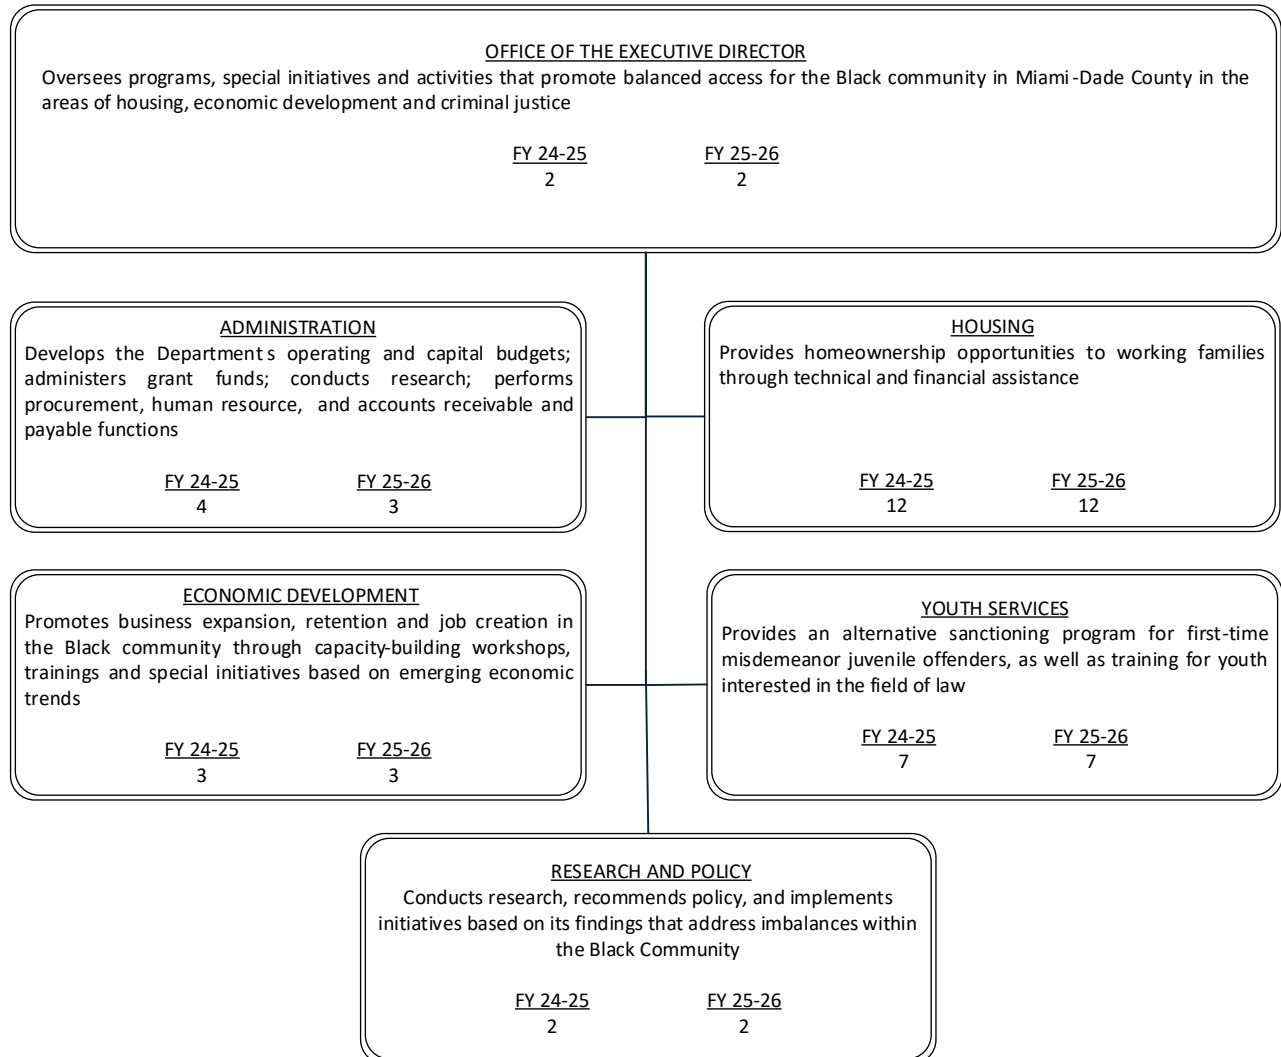 OFFICE OF THE EXECUTIVE DIRECTOR
Oversees programs, special initiatives and activities that promote balanced access for the Black community in Miami-Dade County in the
areas of housing, economic development and criminal justice
FY 24-25 FY 25-26
2 2
ADMINISTRATION
Develops the Department s operating and capital budgets;
administers grant funds; conducts research; performs
procurement, human resource, and accounts receivable and
payable functions
FY 24-25 FY 25-26
4 3
HOUSING
Provides homeownership opportunities to working families
through technical and financial assistance
FY 24-25 FY 25-26
12 12
ECONOMIC DEVELOPMENT
Promotes business expansion, retention and job creation in
the Black community through capacity-building workshops,
trainings and special initiatives based on emerging economic
trends
FY 24-25 FY 25-26
3 3
YOUTH SERVICES
Provides an alternative sanctioning program for first-time
misdemeanor juvenile offenders, as well as training for youth
interested in the field of law
FY 24-25 FY 25-26
7 7
RESEARCH AND POLICY
Conducts research, recommends policy, and implements
initiatives based on its findings that address imbalances within
the Black Community
FY 24-25 FY 25-26
2 2